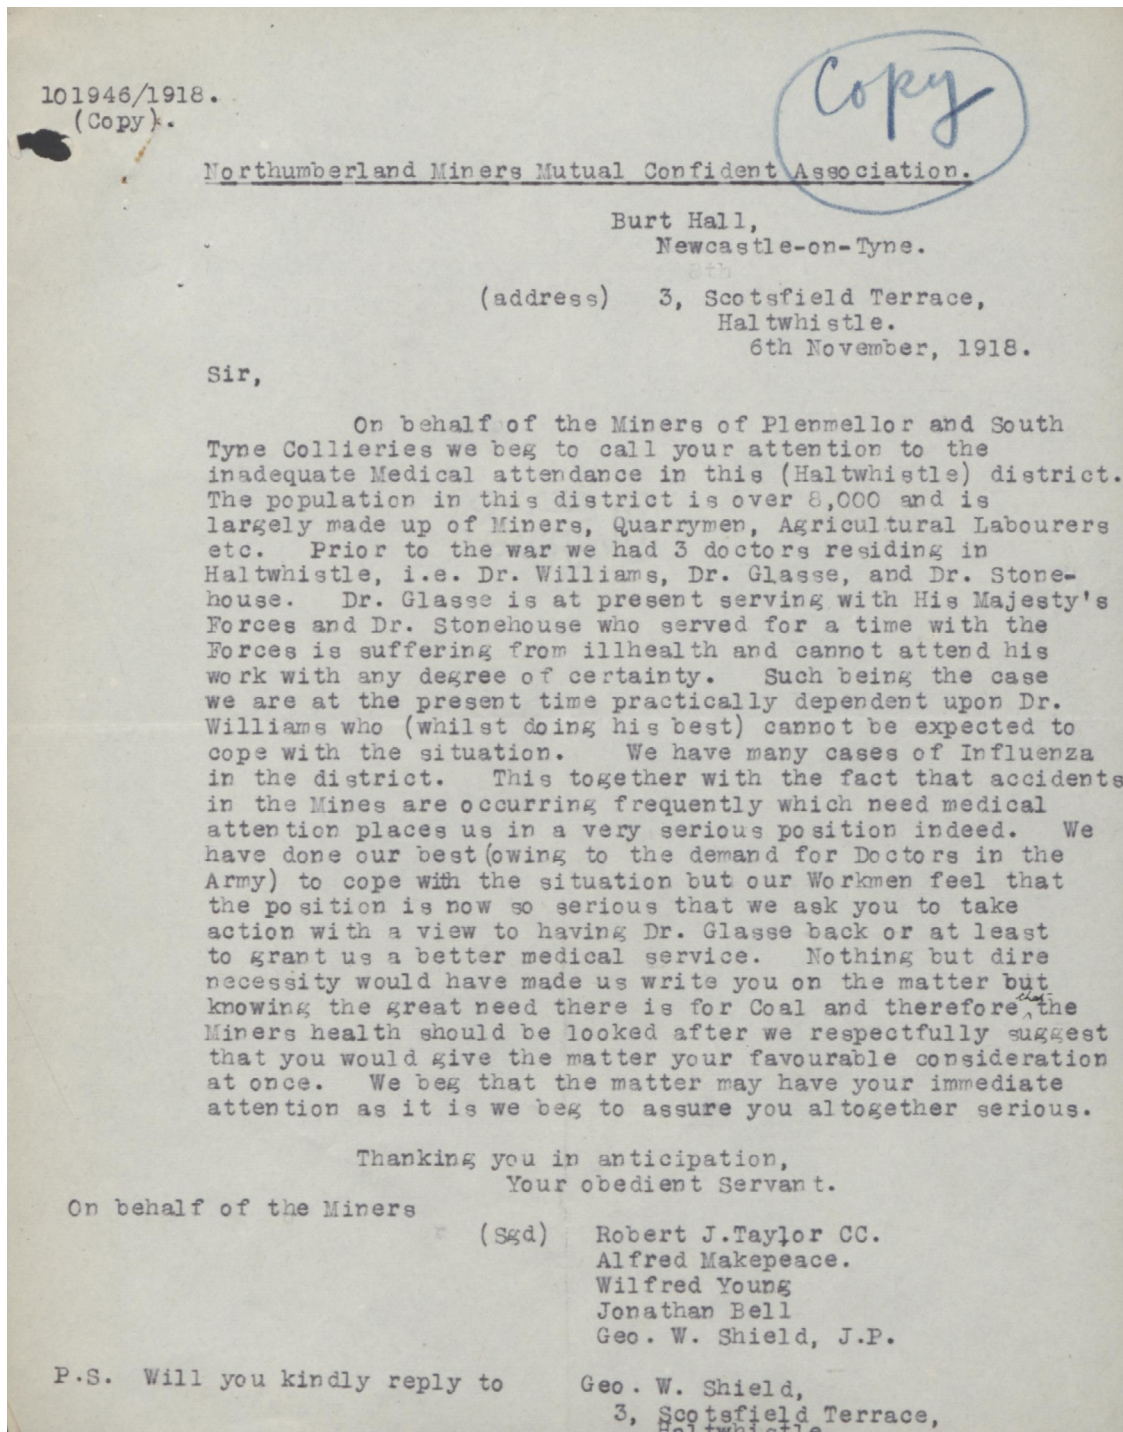 Copy
101946/1918.
(Copy).
Northumberland Miners Mutual Confident Association.
Burt Hall,
Newcastle-on-Tyne.
8th
(address) 3, Scotsfield Terrace,
Haltwhistle.
6th November, 1918.
Sir,
On behalf of the Miners of Plenmellor and South
Tyne Collieries we beg to call your attention to the
inadequate Medical attendance in this (Haltwhistle) district.
The population in this district is over 8,000 and is
largely made up of Miners, Quarrymen, Agricultural Labourers
etc. Prior to the war we had 3 doctors residing in
Haltwhistle, i.e. Dr. Williams, Dr. Glasse, and Dr. Stone-
house. Dr. Glasse is at present serving with His Majesty's
Forces and Dr. Stonehouse who served for a time with the
Forces is suffering from illhealth and cannot attend his
work with any degree of certainty. Such being the case
we are at the present time practically dependent upon Dr.
Williams who (whilst doing his best) cannot be expected to
cope with the situation. We have many cases of Influenza
in the district. This together with the fact that accidents
in the Mines are occurring frequently which need medical
attention places us in a very serious position indeed. We
have done our best (owing to the demand for Doctors in the
Army) to cope with the situation but our Workmen feel that
the position is now so serious that we ask you to take
action with a view to having Dr. Glasse back or at least
to grant us a better medical service. Nothing but dire
necessity would have made us write you on the matter but
knowing the great need there is for Coal and therefore that the
Miners health should be looked after we respectfully suggest
that you would give the matter your favourable consideration
at once. We beg that the matter may have your immediate
attention as it is we beg to assure you altogether serious.
Thanking you in anticipation,
Your obedient Servant.
On behalf of the Miners
(Sgd) Robert J.Taylor CC.
Alfred Makepeace.
Wilfred Young
Jonathan Bell
Geo. W. Shield, J.P.
P.S. Will you kindly reply to Geo. W. Shield,
3, Scotsfield Terrace,
Haltwhistle